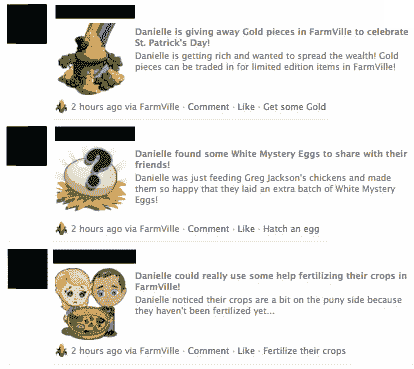 Danielle is giving away Gold pieces in FarmVille to celebrate
St. Patrick's Day!
Danielle is getting rich and wanted to spread the wealth! Gold
pieces can be traded in for limited edition items in FarmVille!
2 hours ago via FarmVille · Comment · Like · Get some Gold
?
Danielle found some White Mystery Eggs to share with their
friends!
Danielle was just feeding Greg Jackson's chickens and made
them so happy that they laid an extra batch of White Mystery
Eggs!
2 hours ago via FarmVille · Comment · Like · Hatch an egg
Danielle could really use some help fertilizing their crops in
FarmVille!
Danielle noticed their crops are a bit on the puny side because
they haven't been fertilized yet...
2 hours ago via FarmVille · Comment · Like · Fertilize their crops